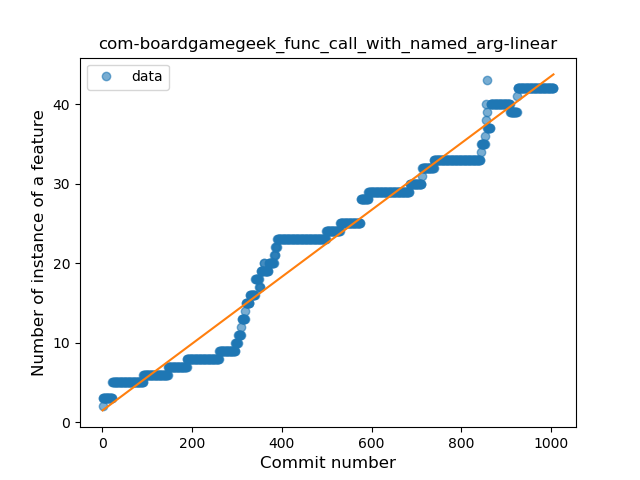 com-boardgamegeek_func_call_with_named_arg-linear
data
Number of instance of a feature
40
30
20
10
0
0 200 400 600 800 1000
Commit number